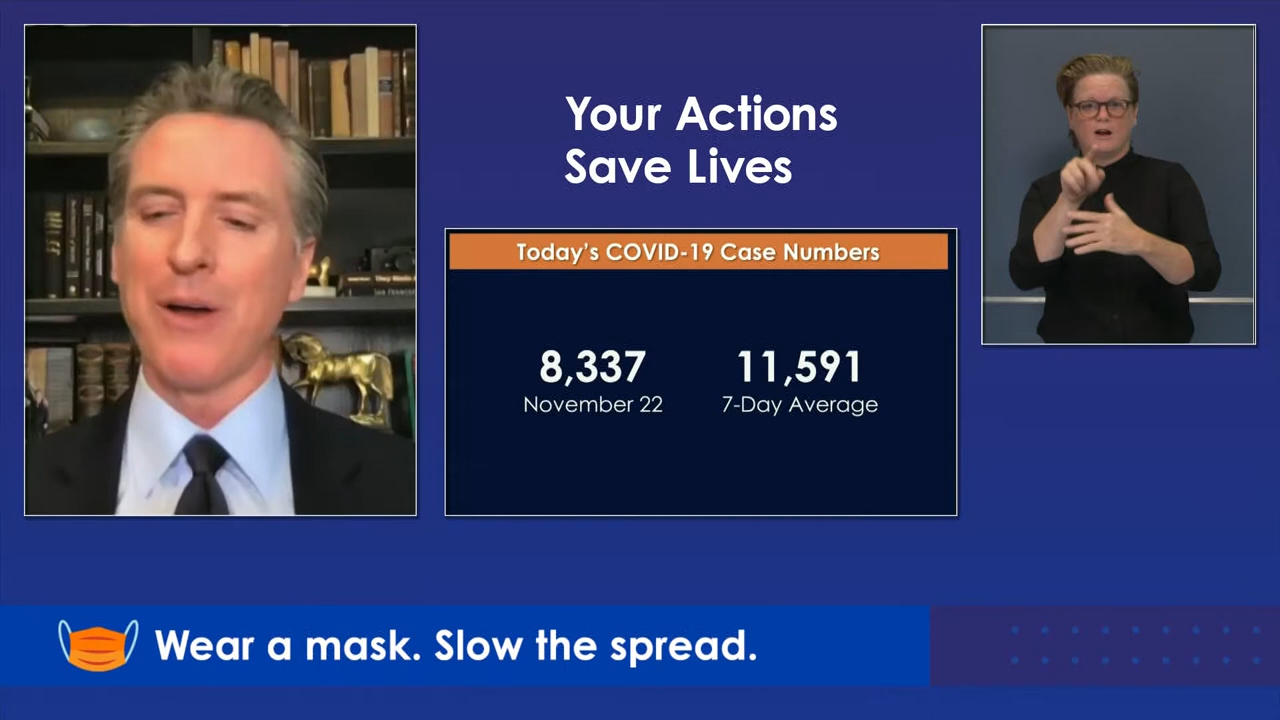 Your Actions
Save Lives
Today's COVID-19 Case Numbers
8,337
November 22
11,591
7-Day Average
Wear a mask. Slow the spread.